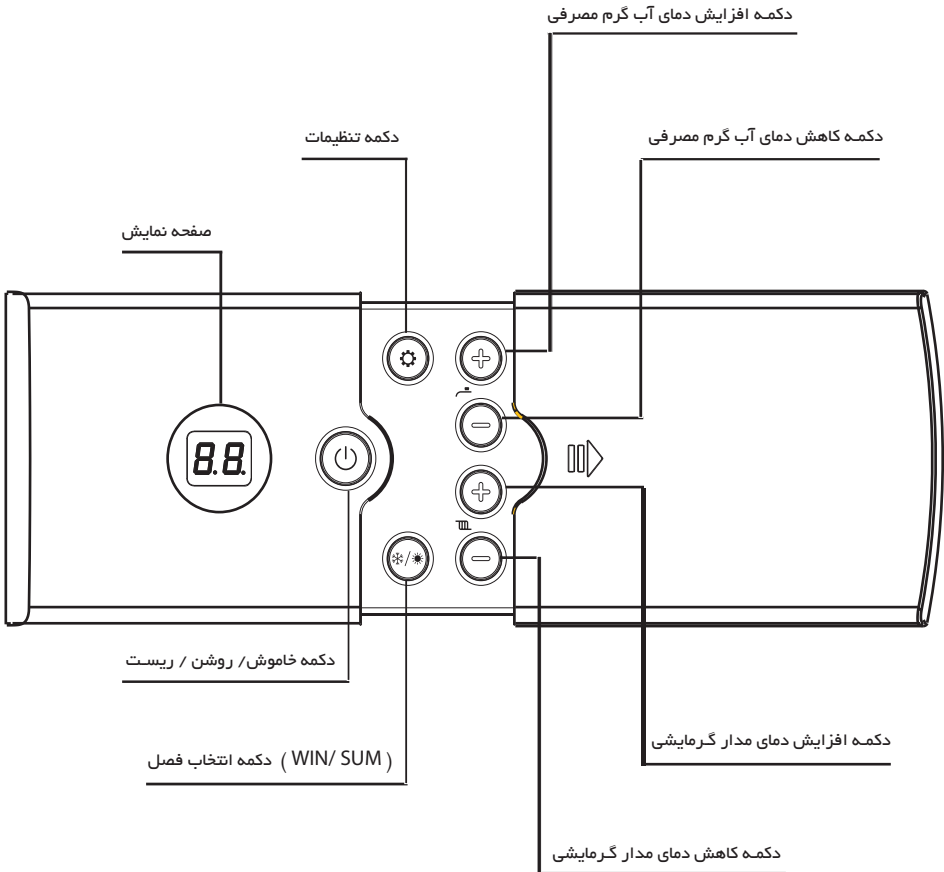 دکمه افزایش دمای آب گرم مصرفی
دکمه کاهش دمای آب گرم مصرفی
دکمه تنظیمات
صفحه نمایش
8.8.
دکمه خاموش/ روشن / ریست
دکمه افزایش دمای مدار گرمایشی
دکمه انتخاب فصل ( WIN/ SUM )
دکمه کاهش دمای مدار گرمایشی